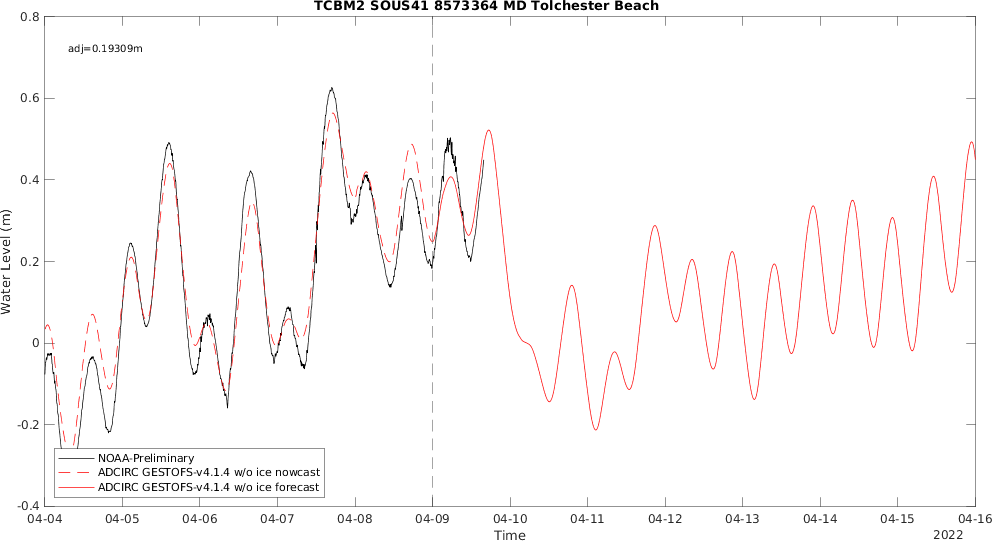 TCBM2 SOUS41 8573364 MD Tolchester Beach
adj=0.19309m
0.8
0.6
0.4
0.2
0
-0.2
-0.4
Water Level (m)
NOAA-Preliminary
ADCIRC GESTOFS-v4.1.4 w/o ice nowcast
ADCIRC GESTOFS-v4.1.4 w/o ice forecast
04-04 04-05 04-06 04-07 04-08 04-09 04-10 04-11 04-12 04-13 04-14 04-15 04-16
Time
2022